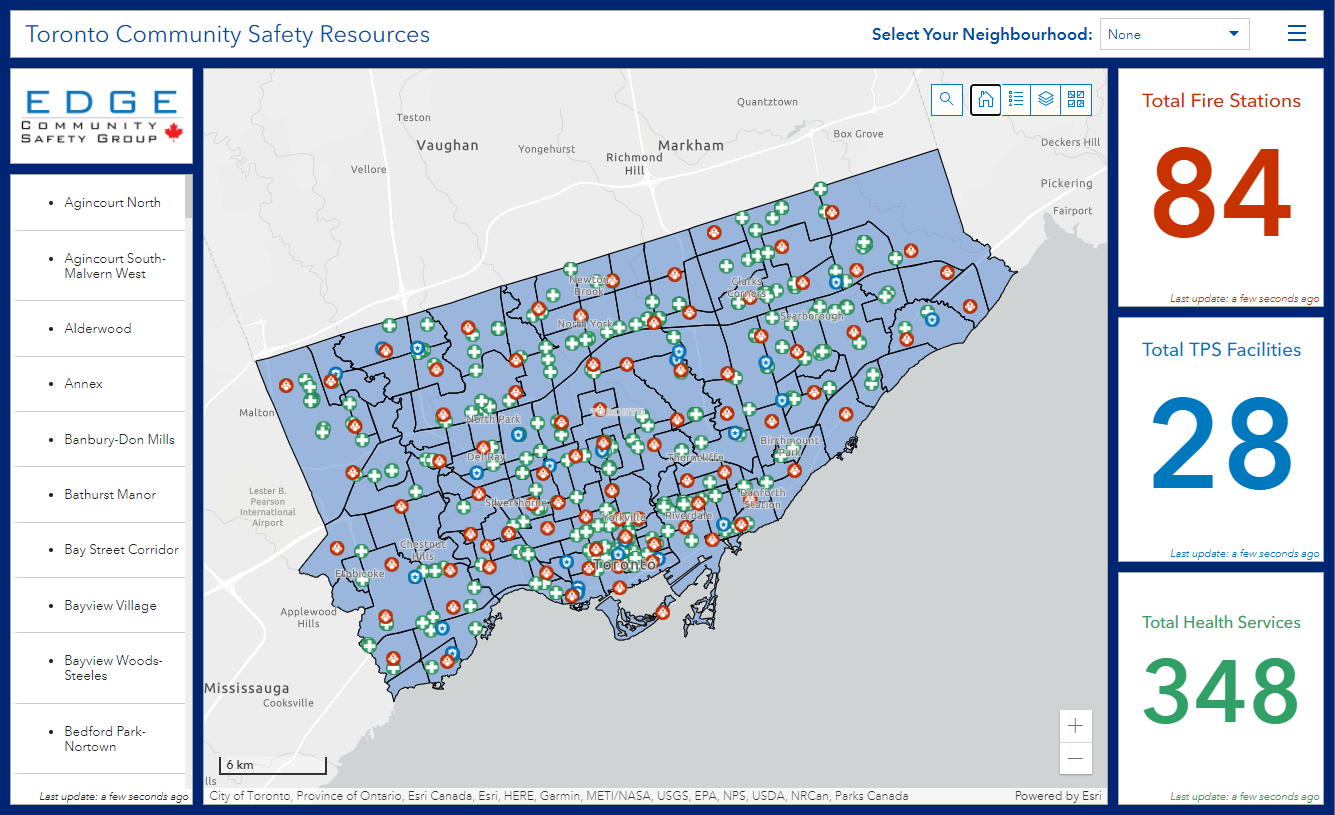 Toronto Community Safety Resources
Select Your Neighbourhood:
None
EDGE
COMMUNITY
SAFETY GROUP
Agincourt North
Agincourt South-
Malvern West
Alderwood
Annex
Banbury-Don Mills
Bathurst Manor
Bay Street Corridor
Bayview Village
Bayview Woods-
Steeles
Bedford Park-
Nortown
Last update: a few seconds ago
Quantztown
Teston
Box Grove
Vaughan
Yongehurst
Markham
Deckers Hill
Richmond
Hill
Vellore
Pickering
Fairport
Newton
Brook
Clarks
Corners
North York
Scarborough
Malton
North Park
TORONTO
Birchmount
Park
Del Ray
Thorncliffe
Lester B.
Pearson
International
Airport
Silverthorne
Danforth
Station
Yorkville
Riverdale
Chestnut
Hills
Toronto
Etobicoke
Applewood
Hills
Mississauga
Cooksville
6 km
lls
City of Toronto, Province of Ontario, Esri Canada, Esri, HERE, Garmin, METI/NASA, USGS, EPA, NPS, USDA, NRCan, Parks Canada
Powered by Esri
Total Fire Stations
84
Last update: a few seconds ago
Total TPS Facilities
28
Last update: a few seconds ago
Total Health Services
348
Last update: a few seconds ago